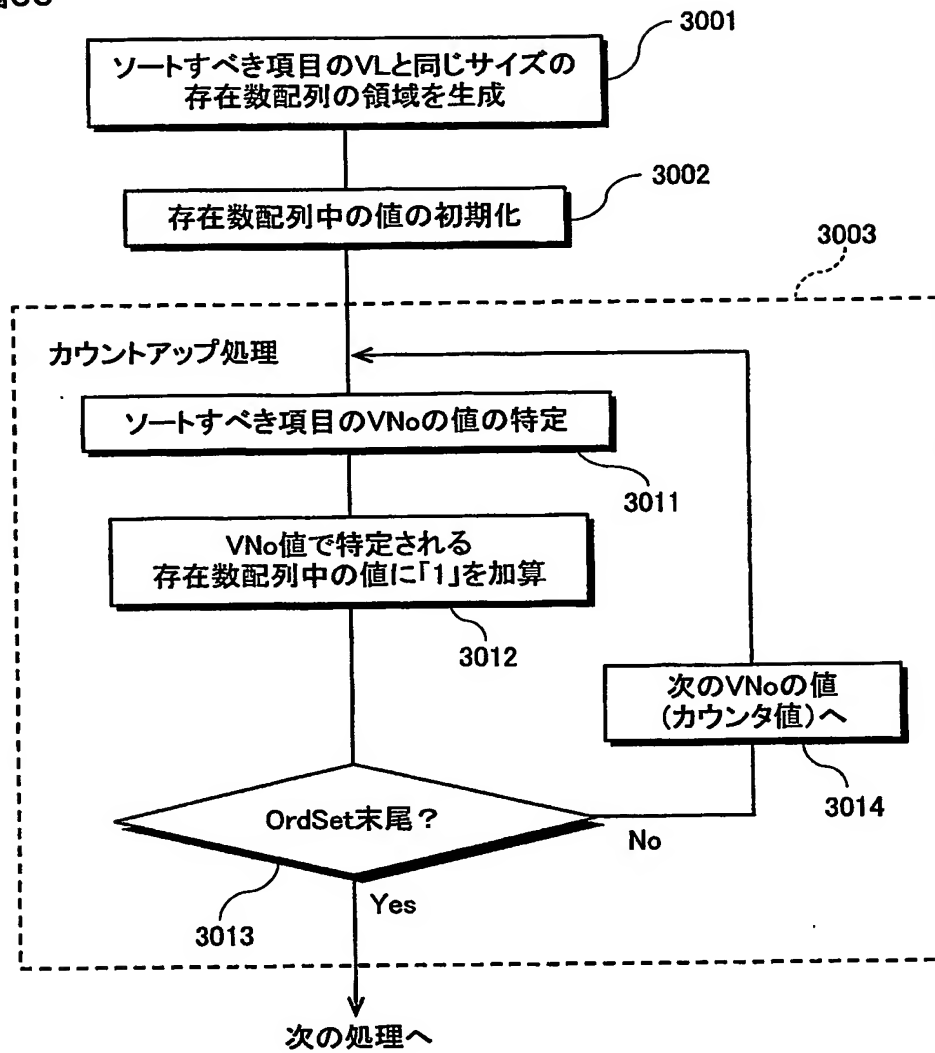 3001
ソートすべき項目のVLと同じサイズの
存在数配列の領域を生成
3002
存在数配列中の値の初期化
3003
カウントアップ処理
ソートすべき項目のVNoの値の特定
3011
VNo値で特定される
存在数配列中の値に「1」を加算
3012
次のVNoの値
(カウンタ値)へ
3014
OrdSet末尾?
No
Yes
3013
次の処理へ